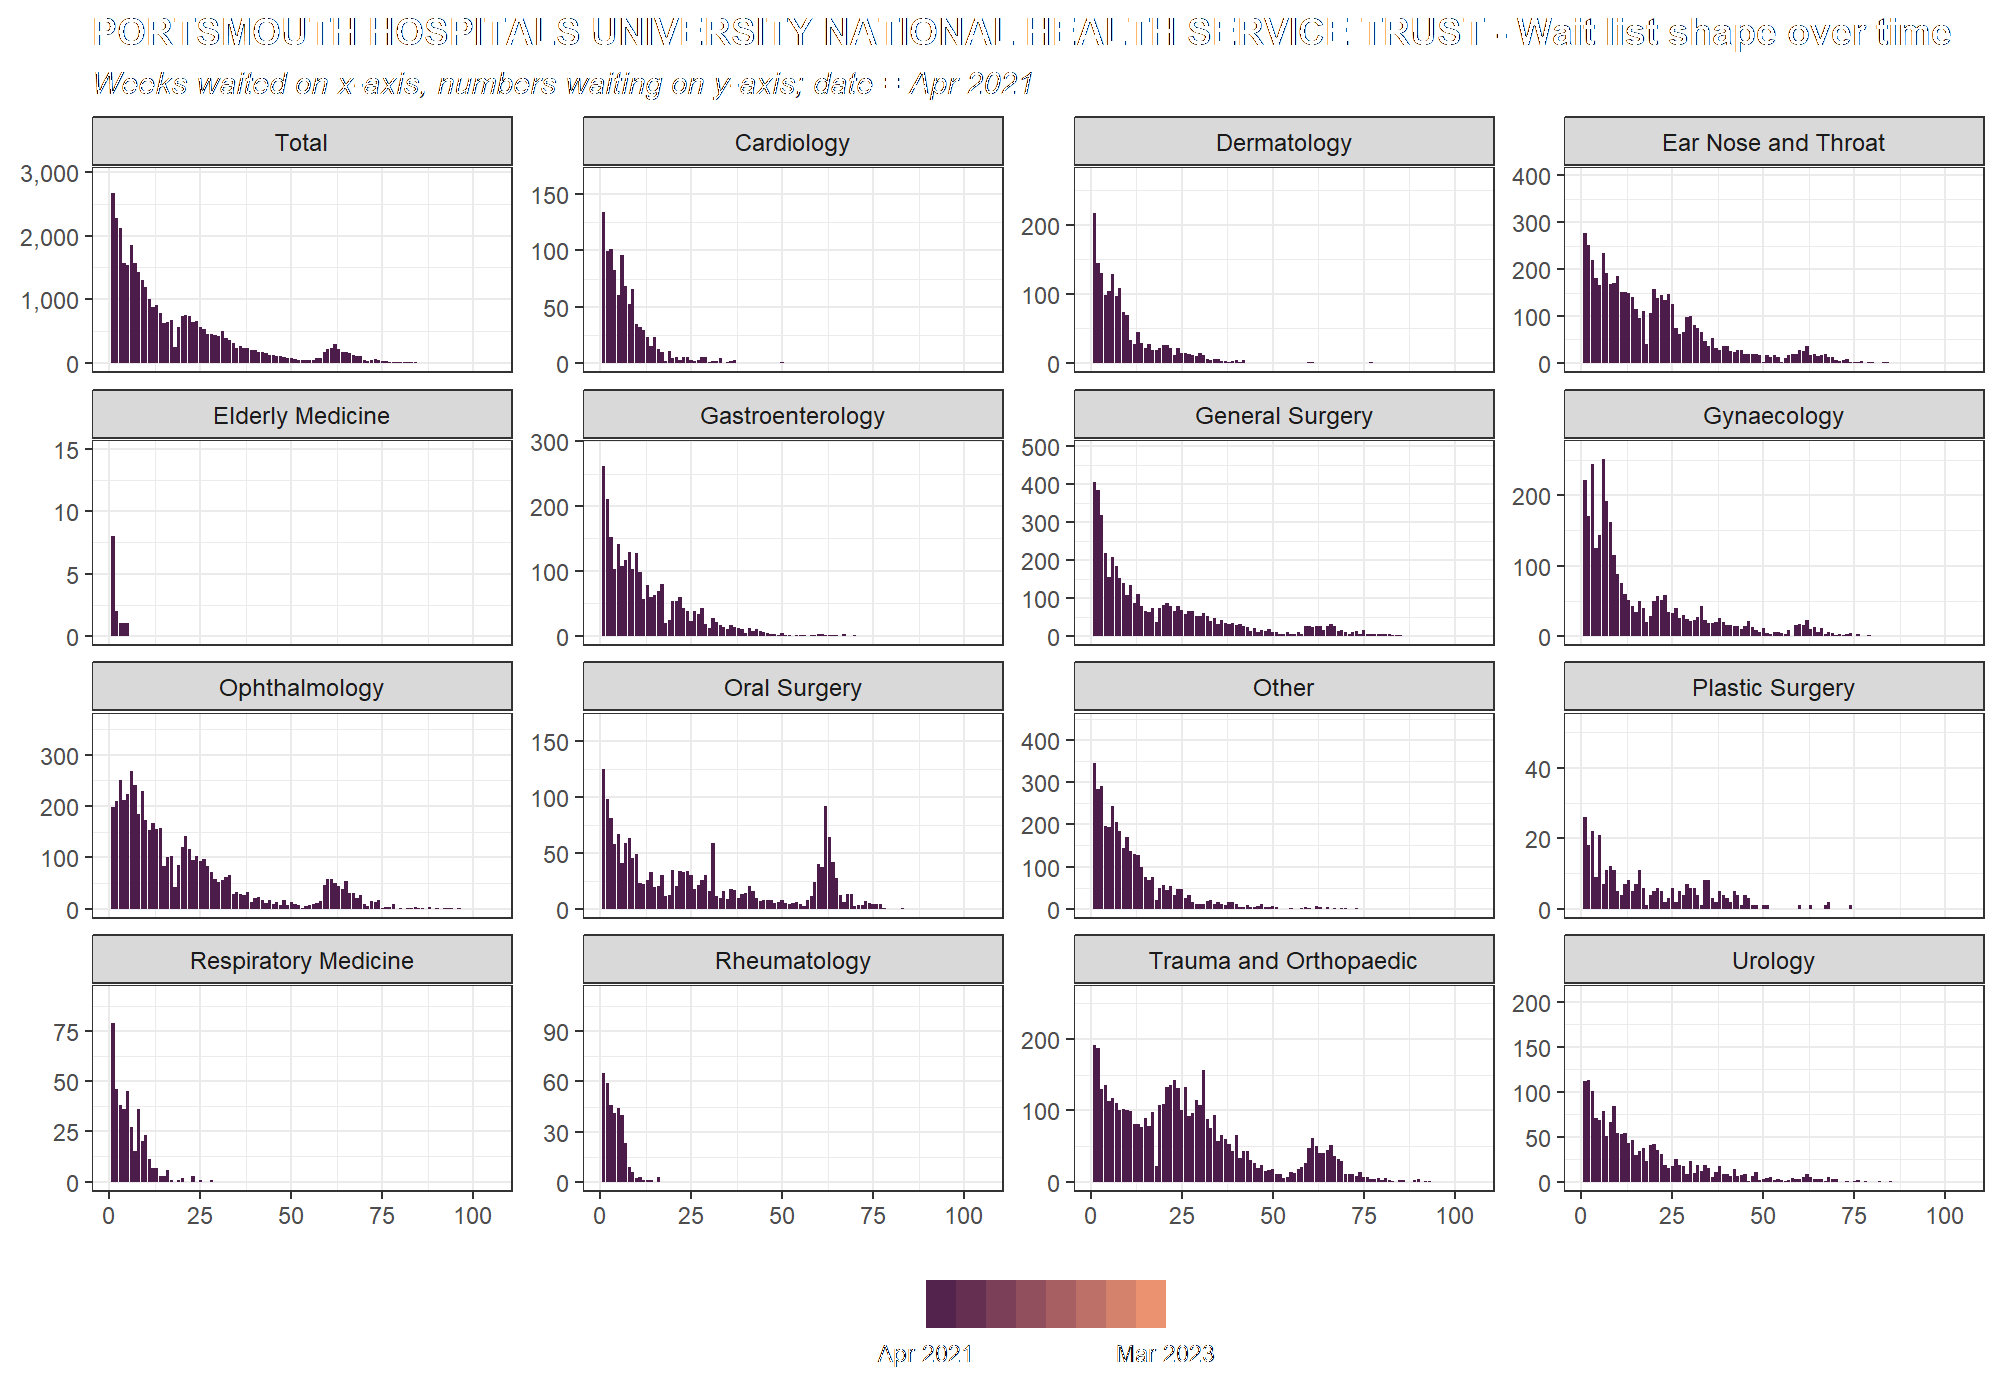 PORTSMOUTH HOSPITALS UNIVERSITY NATIONAL HEALTH SERVICE TRUST - Wait list shape over time
Weeks waited on x-axis, numbers waiting on y-axis; date = Apr 2021
Total
Cardiology
Dermatology
Ear Nose and Throat
3,000
2,000
1,000
0
150
100
50
0
200
100
0
400
300
200
100
0
Elderly Medicine
Gastroenterology
General Surgery
Gynaecology
15
10
5
0
300
200
100
0
500
400
300
200
100
0
200
100
0
Ophthalmology
Oral Surgery
Other
Plastic Surgery
300
200
100
0
150
100
50
0
400
300
200
100
0
40
20
0
Respiratory Medicine
Rheumatology
Trauma and Orthopaedic
Urology
75
50
25
0
90
60
30
0
200
100
0
200
150
100
50
0
0 25 50 75 100
0 25 50 75 100
0 25 50 75 100
0 25 50 75 100
Apr 2021
Mar 2023